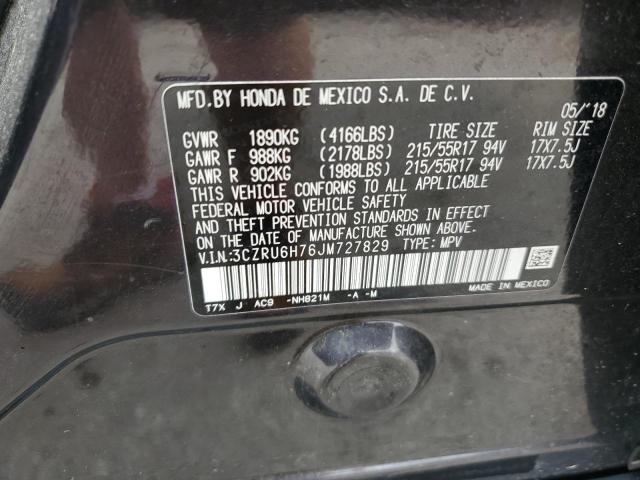 MFD.BY HONDA DE MEXICO S.A. DE C.V.
05/'18
GVWR 1890KG (4166LBS) TIRE SIZE RIM SIZE
GAWR F 988KG (2178LBS) 215/55R17 94V 17X7.5J
GAWR R 902KG (1988LBS) 215/55R17 94V 17X7.5J
THIS VEHICLE CONFORMS TO ALL APPLICABLE
FEDERAL MOTOR VEHICLE SAFETY
AND THEFT PREVENTION STANDARDS IN EFFECT
ON THE DATE OF MANUFACTURE SHOWN ABOVE.
V.I.N:3CZRU6H76JM727829 TYPE: MPV
T7X J AC9 -NH821M -A -M
MADE IN MEXICO